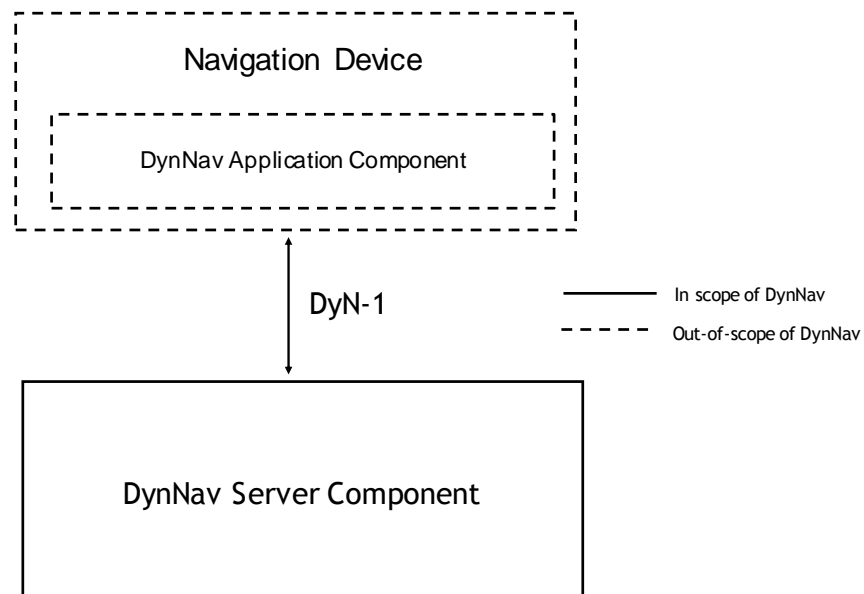 Navigation Device
DynNav Application Component
DyN-1
In scope of DynNav
Out-of-scope of DynNav
DynNav Server Component